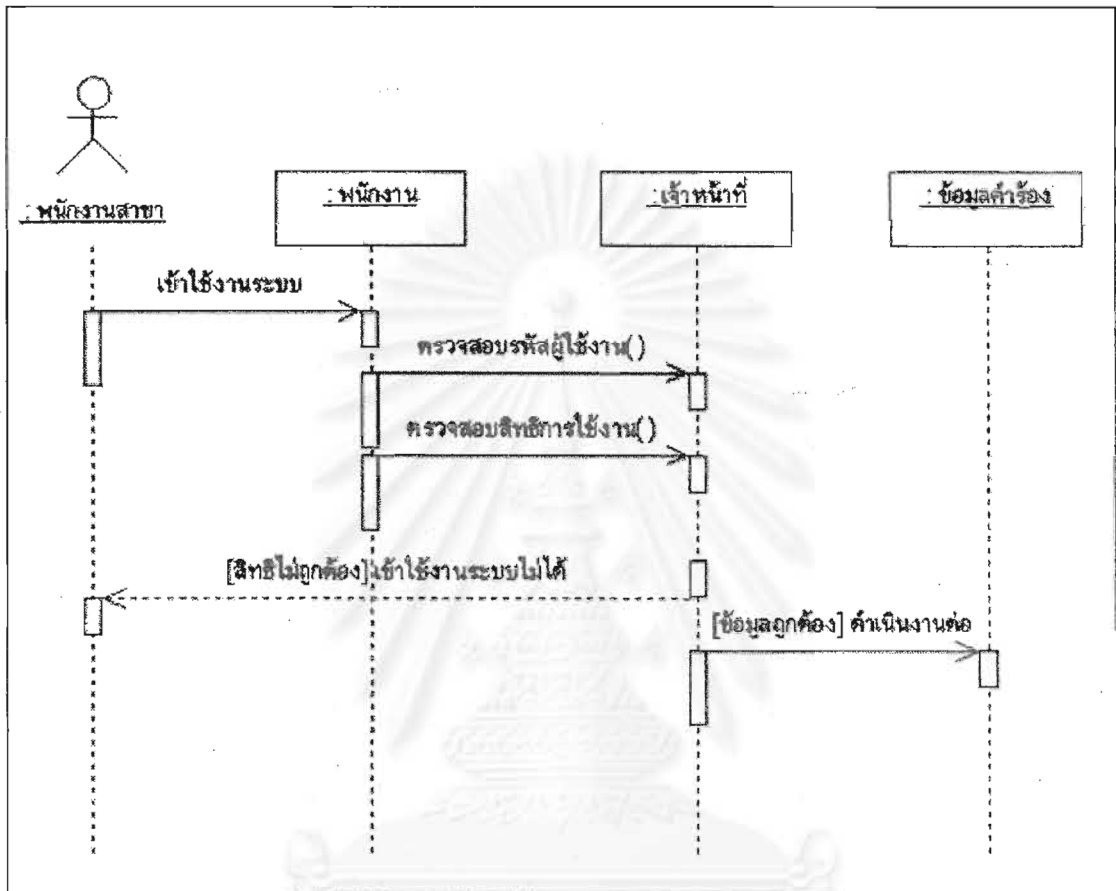 : พนักงานสาขา
: พนักงาน
: เจ้าหน้าที่
: ข้อมูลคำร้อง
เข้าใช้งานระบบ
ตรวจสอบรหัสผู้ใช้งาน()
ตรวจสอบสิทธิการใช้งาน()
[สิทธิไม่ถูกต้อง] เข้าใช้งานระบบไม่ได้
[ข้อมูลถูกต้อง] ดำเนินงานต่อ